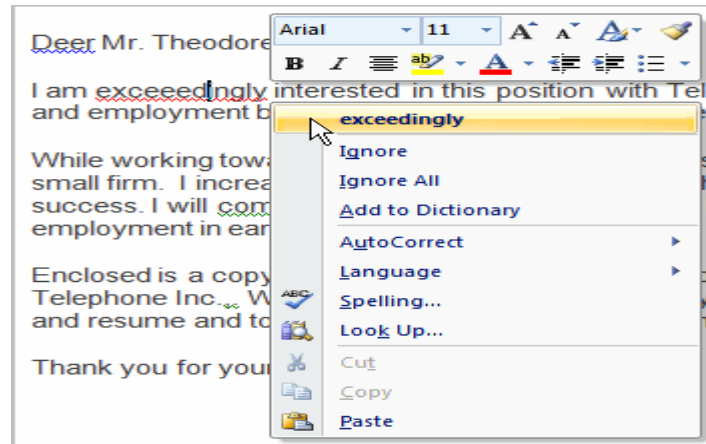 Arial 11
Deer Mr. Theodore
I am exceeedingly interested in this position with Tel
and employment b
exceedingly
Ignore
While working towa
Ignore All
small firm. I increa
Add to Dictionary
success. I will com
employment in ear
AutoCorrect
Language
Enclosed is a copy
Spelling...
Telephone Inc.,, W
Look Up...
and resume and to
Cut
Thank you for your
Copy
Paste